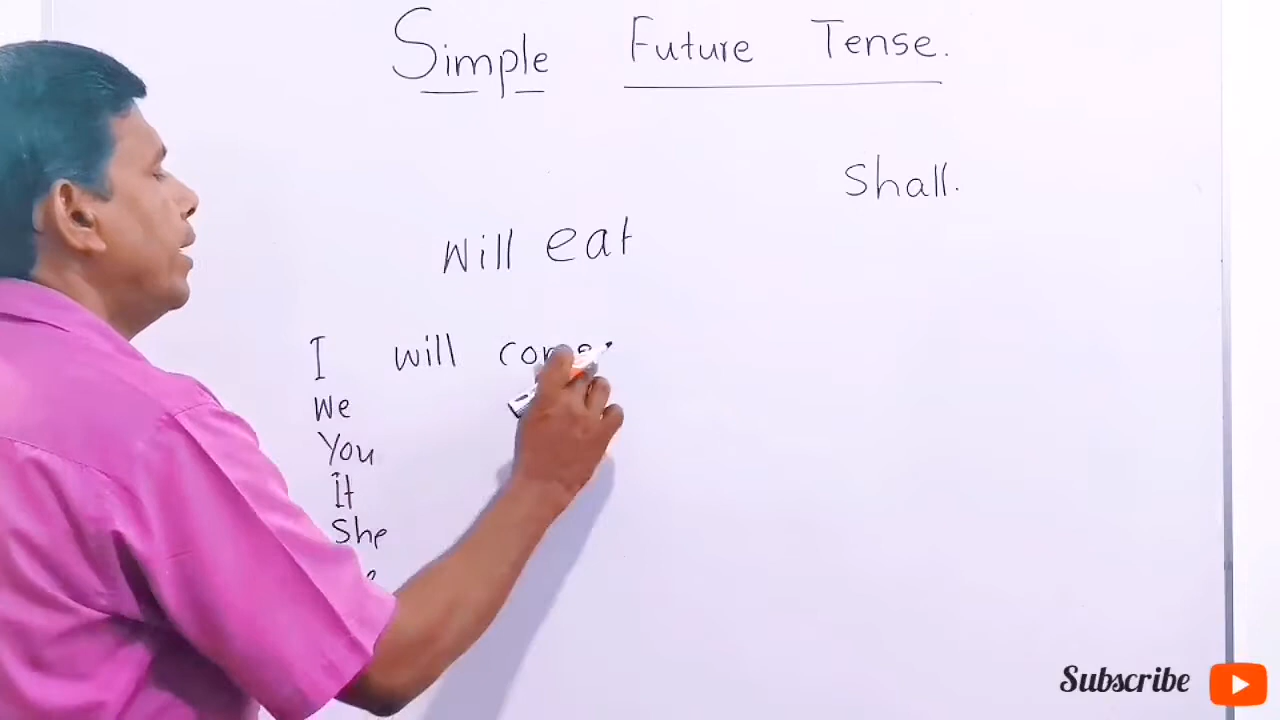 Simple Future Tense.
Shall.
will eat
I will come
We
You
It
She
Subscribe